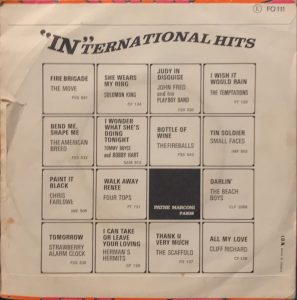 Ⓚ FO 111
"IN"TERNATIONAL HITS
FIRE BRIGADE
THE MOVE
SHE WEARS
MY RING
SOLOMON KING
CF 134
JUDY IN
DISGUISE
JOHN FRED
and his
PLAYBOY BAND
I WISH IT
WOULD RAIN
THE TEMPTATIONS
BEND ME,
SHAPE ME
THE AMERICAN
BREED
I WONDER
WHAT SHE'S
DOING
TONIGHT
TOMMY BOYCE
and BOBBY HART
BOTTLE OF
WINE
THE FIREBALLS
TIN SOLDIER
SMALL FACES
PAINT IT
BLACK
CHRIS
FARLOWE
WALK AWAY
RENEE
FOUR TOPS
PATHE MARCONI
PARIS
DARLIN'
THE BEACH
BOYS
TOMORROW
STRAWBERRY
ALARM CLOCK
I CAN TAKE
OR LEAVE
YOUR LOVING
HERMAN'S
HERMITS
THANK U
VERY MUCH
THE SCAFFOLD
ALL MY LOVE
CLIFF RICHARD